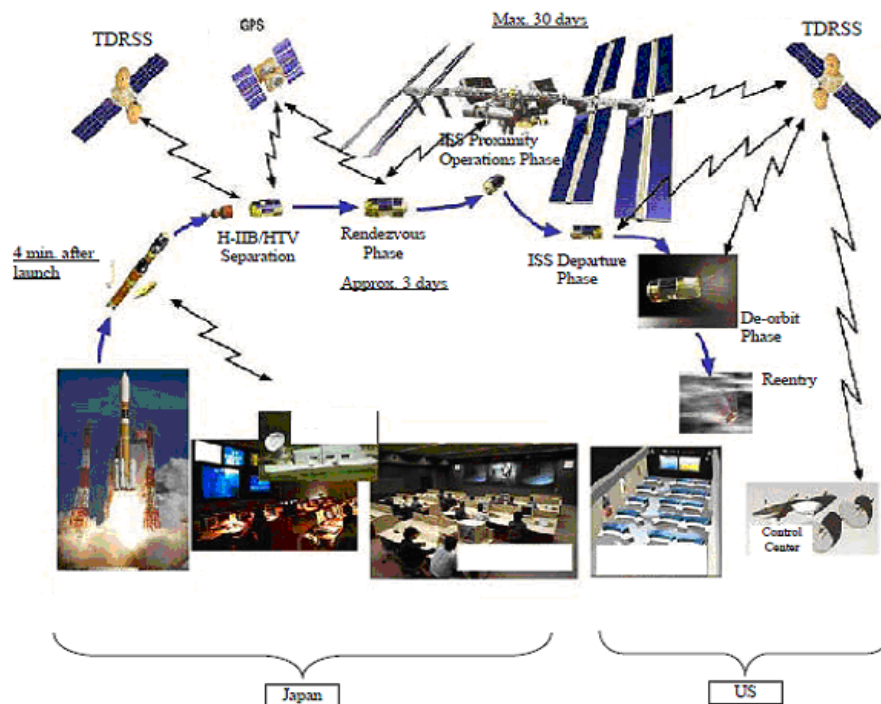 TDRSS
GPS
Max. 30 days
TDRSS
ISS Proximity
Operations Phase
4 min. after
launch
H-IIB/HTV
Separation
Rendezvous
Phase
Approx. 3 days
ISS Departure
Phase
De-orbit
Phase
Reentry
Control
Center
Japan
US